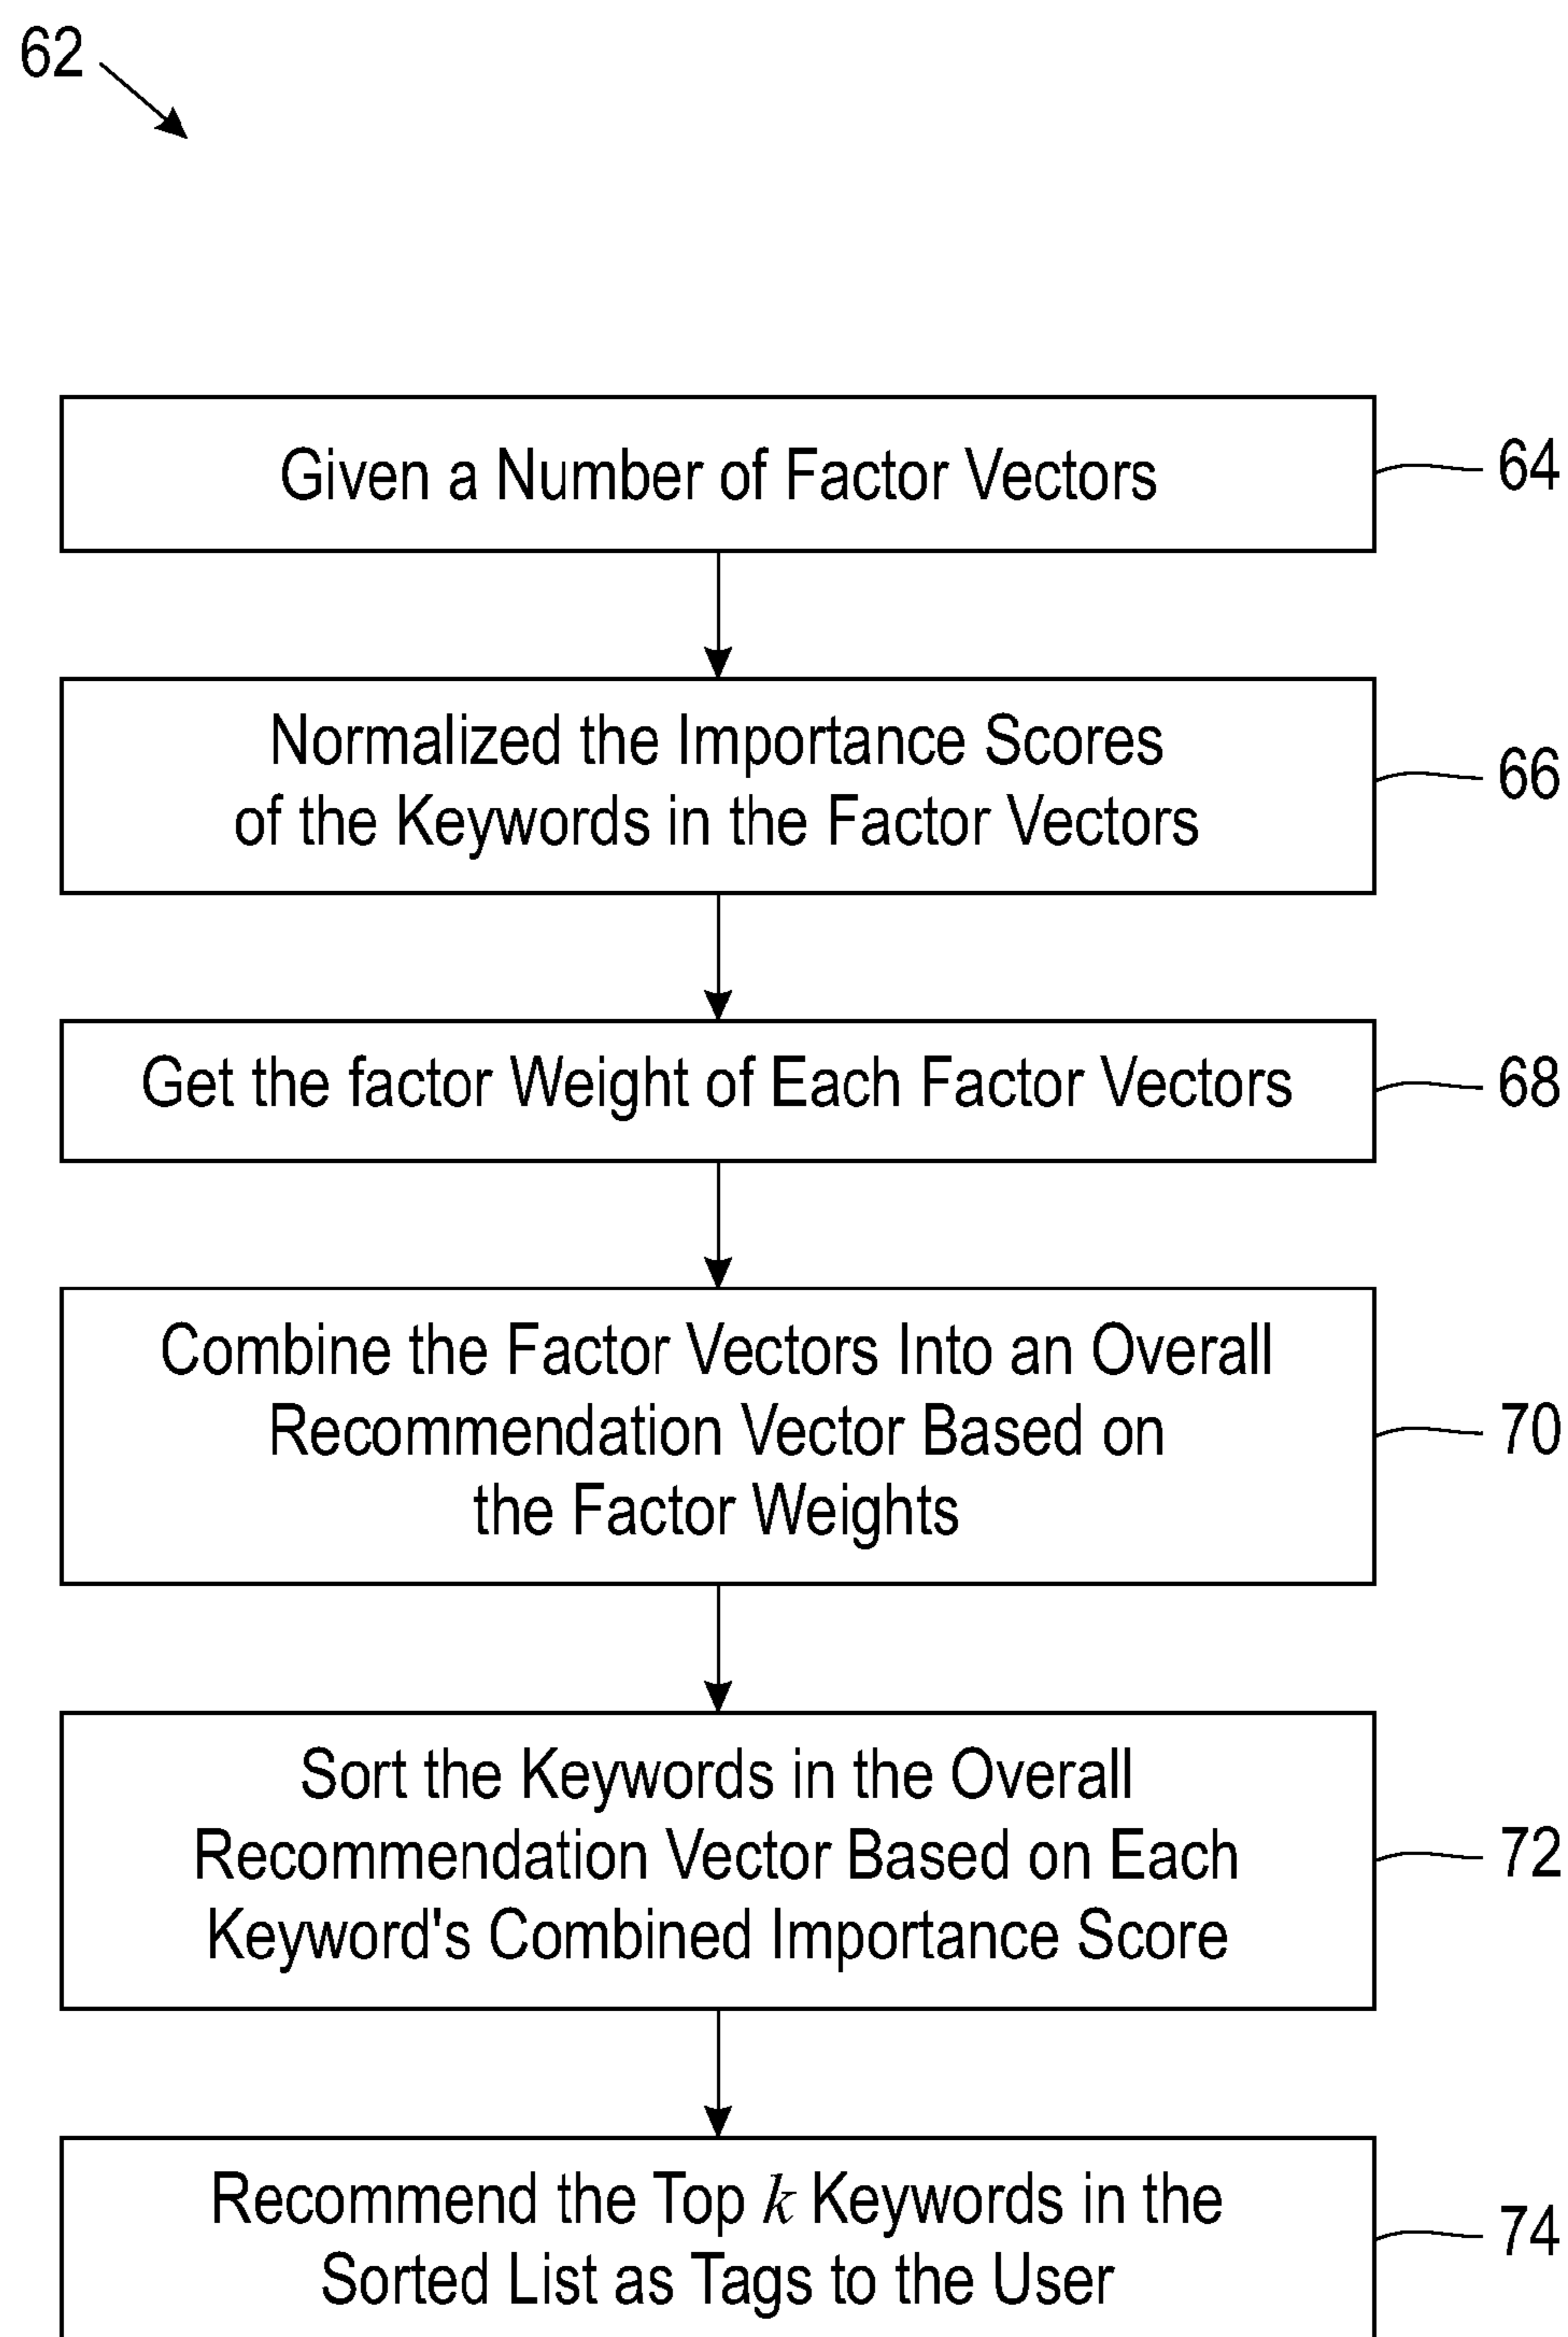 62
Given a Number of Factor Vectors
64
Normalized the Importance Scores
of the Keywords in the Factor Vectors
66
Get the factor Weight of Each Factor Vectors
68
Combine the Factor Vectors Into an Overall
Recommendation Vector Based on
the Factor Weights
70
Sort the Keywords in the Overall
Recommendation Vector Based on Each
Keyword's Combined Importance Score
72
Recommend the Top k Keywords in the
Sorted List as Tags to the User
74